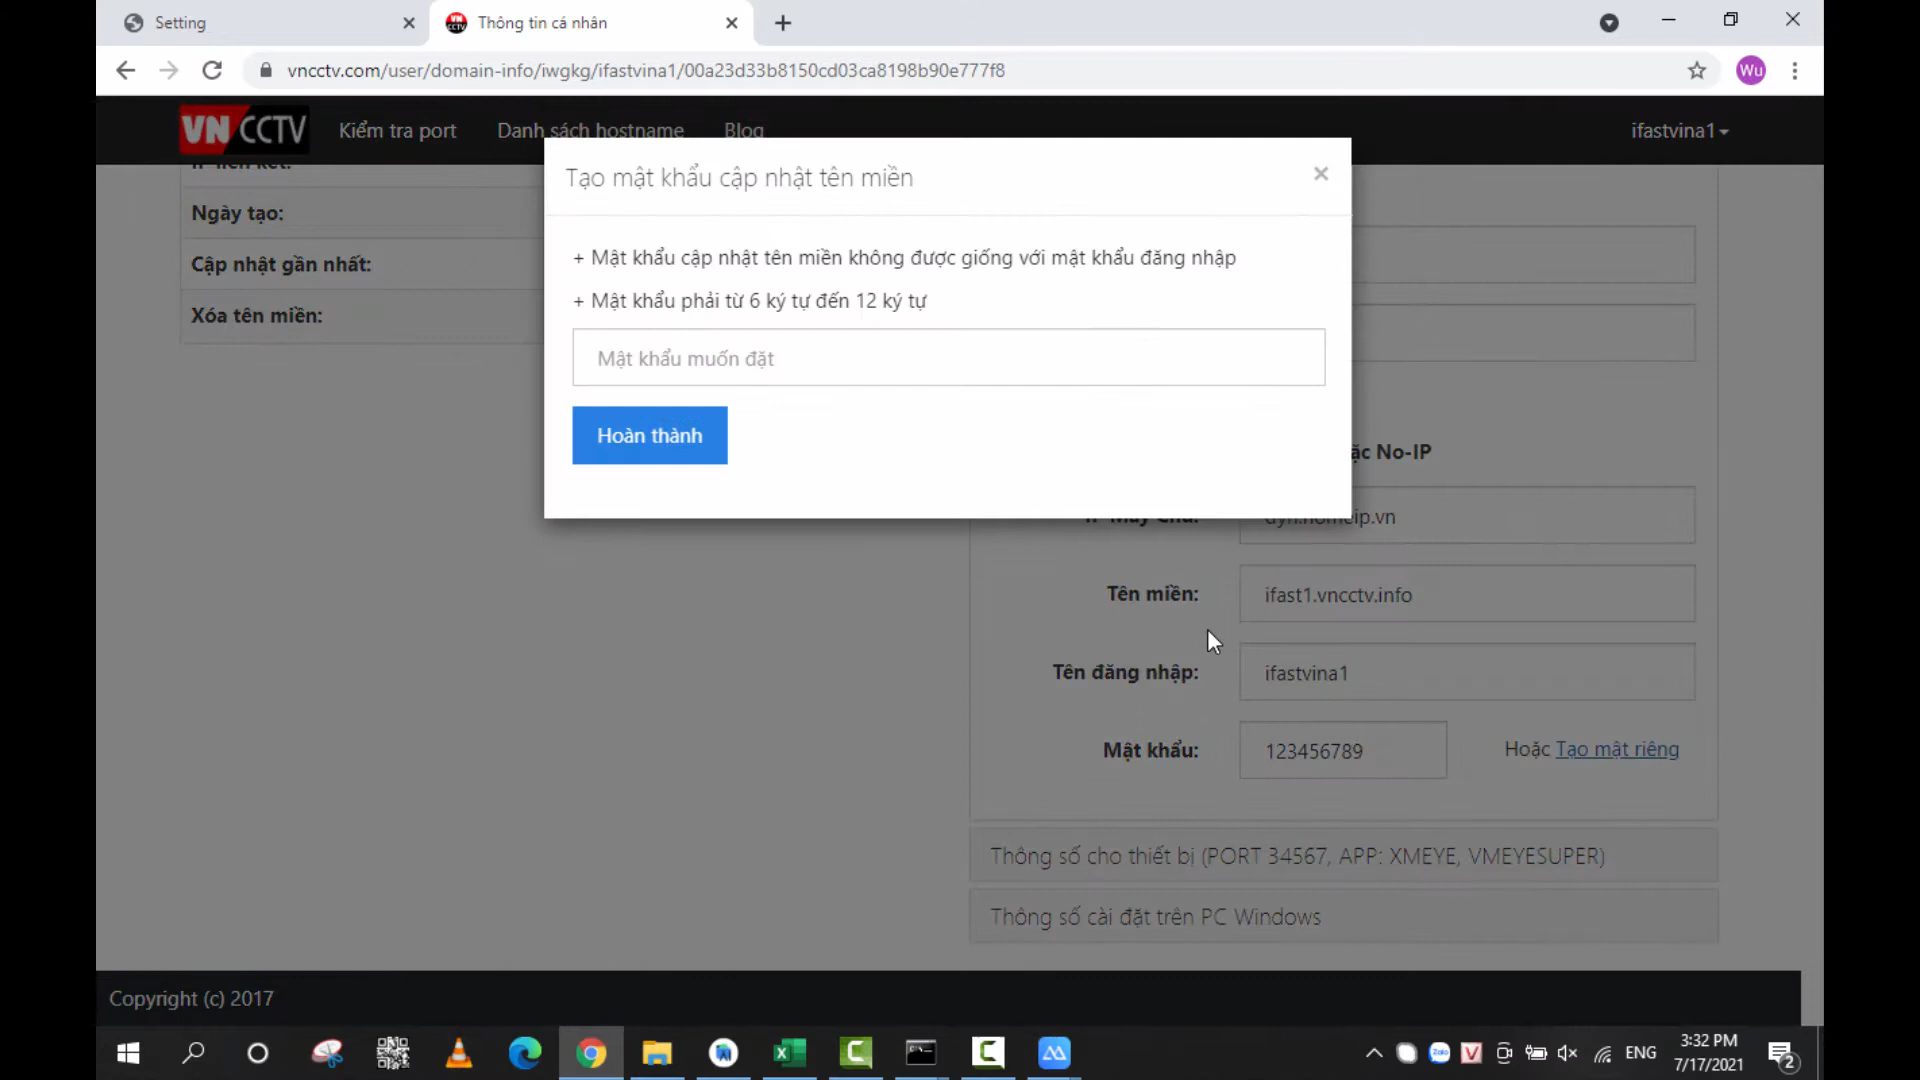 Setting
Thông tin cá nhân
vncctv.com/user/domain-info/iwgkg/ifastvina1/00a23d33b8150cd03ca8198b90e777f8
Wu
VN CCTV
Kiểm tra port
Danh sách hostname
Blog
ifastvina1
Tạo mật khẩu cập nhật tên miền
×
+ Mật khẩu cập nhật tên miền không được giống với mật khẩu đăng nhập
+ Mật khẩu phải từ 6 ký tự đến 12 ký tự
Mật khẩu muốn đặt
Hoàn thành
Ngày tạo:
Cập nhật gần nhất:
Xóa tên miền:
No-IP
Tên miền:
ifast1.vncctv.info
Tên đăng nhập:
ifastvina1
Mật khẩu:
123456789
Hoặc Tạo mật riêng
Thông số cho thiết bị (PORT 34567, APP: XMEYE, VMEYESUPER)
Thông số cài đặt trên PC Windows
Copyright (c) 2017
Zalo
V
ENG
3:32 PM
7/17/2021
2